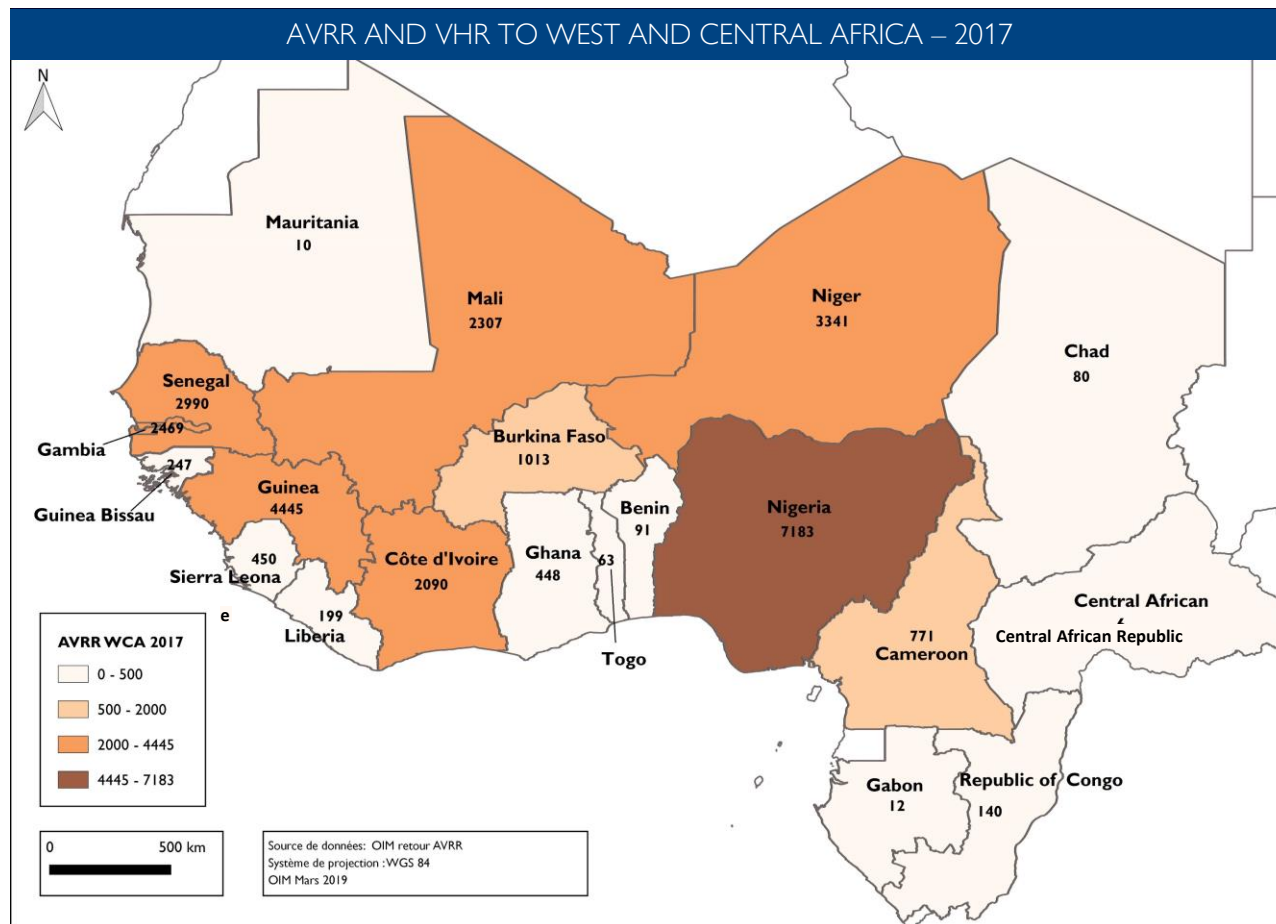 AVRR AND VHR TO WEST AND CENTRAL AFRICA – 2017
N
Mauritania
10
Mali
2307
Niger
3341
Chad
80
Senegal
2990
2469
Gambia
Burkina Faso
1013
247
Guinea Bissau
Guinea
4445
Benin
91
Nigeria
7183
Côte d'Ivoire
2090
Ghana
448
63
Togo
450
Sierra Leona
e
199
Liberia
Central African
Central African Republic
771
Cameroon
Gabon
12
Republic of Congo
140
AVRR WCA 2017
0 - 500
500 - 2000
2000 - 4445
4445 - 7183
0 500 km
Source de données: OIM retour AVRR
Système de projection : WGS 84
OIM Mars 2019